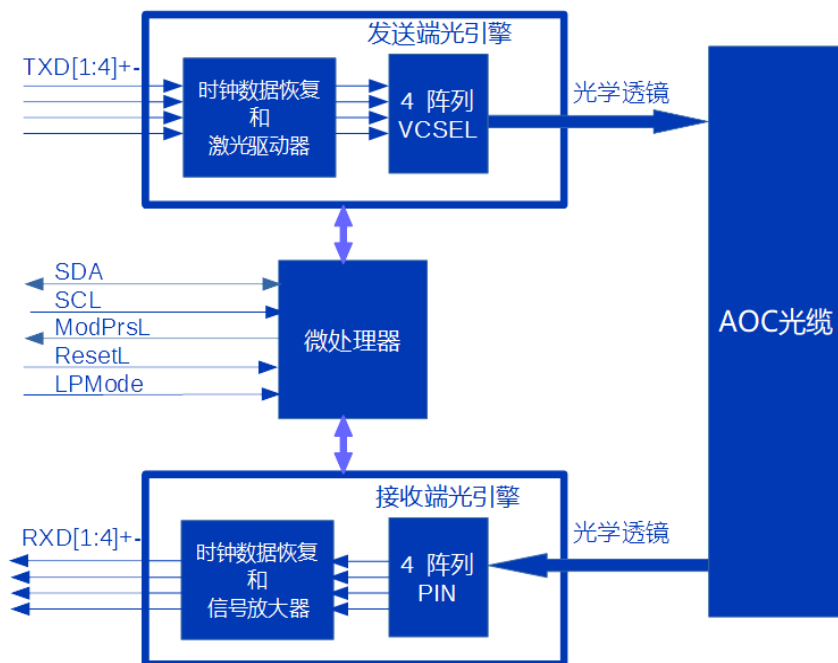 发送端光引擎
TXD[1:4]+-
时钟数据恢复
和
激光驱动器
4 阵列
VCSEL
光学透镜
SDA
SCL
ModPrsL
ResetL
LPMode
微处理器
AOC光缆
接收端光引擎
RXD[1:4]+-
时钟数据恢复
和
信号放大器
4 阵列
PIN
光学透镜